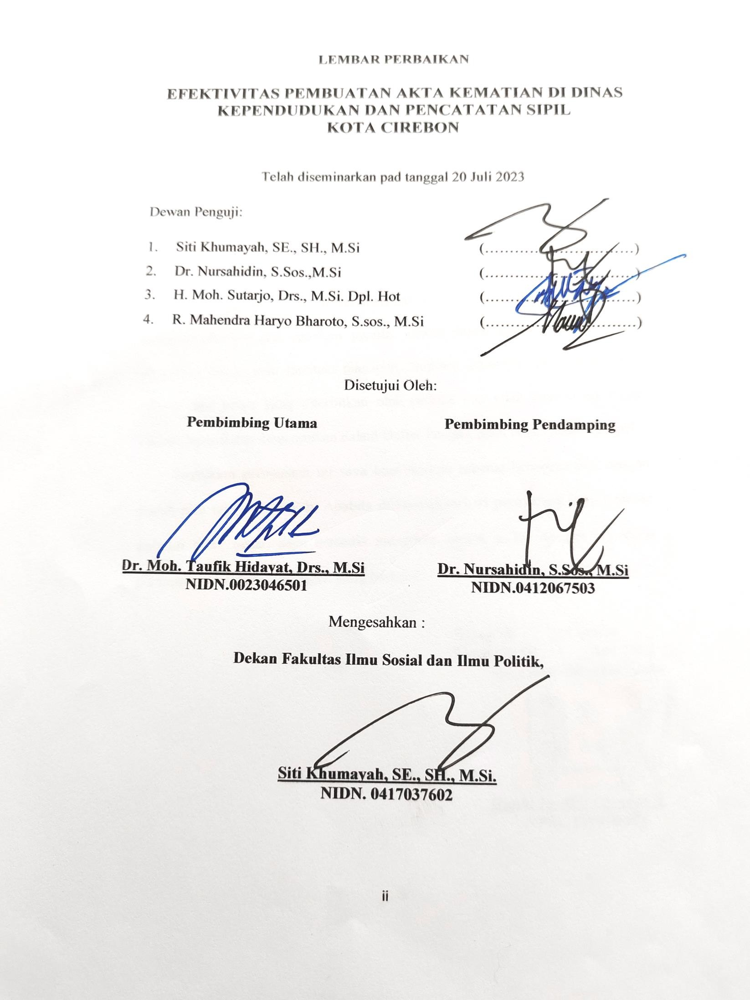 LEMBAR PERBAIKAN
EFEKTIVITAS PEMBUATAN AKTA KEMATIAN DI DINAS
KEPENDUDUKAN DAN PENCATATAN SIPIL
KOTA CIREBON
Telah diseminarkan pad tanggal 20 Juli 2023
Dewan Penguji:
1. Siti Khumayah, SE., SH., M.Si (..................................)
2. Dr. Nursahidin, S.Sos.,M.Si (..................................)
3. H. Moh. Sutarjo, Drs., M.Si. Dpl. Hot (..................................)
4. R. Mahendra Haryo Bharoto, S.sos., M.Si (..................................)
Disetujui Oleh:
Pembimbing Utama Pembimbing Pendamping
Dr. Moh. Taufik Hidayat, Drs., M.Si Dr. Nursahidin, S.Sos., M.Si
NIDN.0023046501 NIDN.0412067503
Mengesahkan :
Dekan Fakultas Ilmu Sosial dan Ilmu Politik,
Siti Khumayah, SE., SH., M.Si.
NIDN. 0417037602
ii